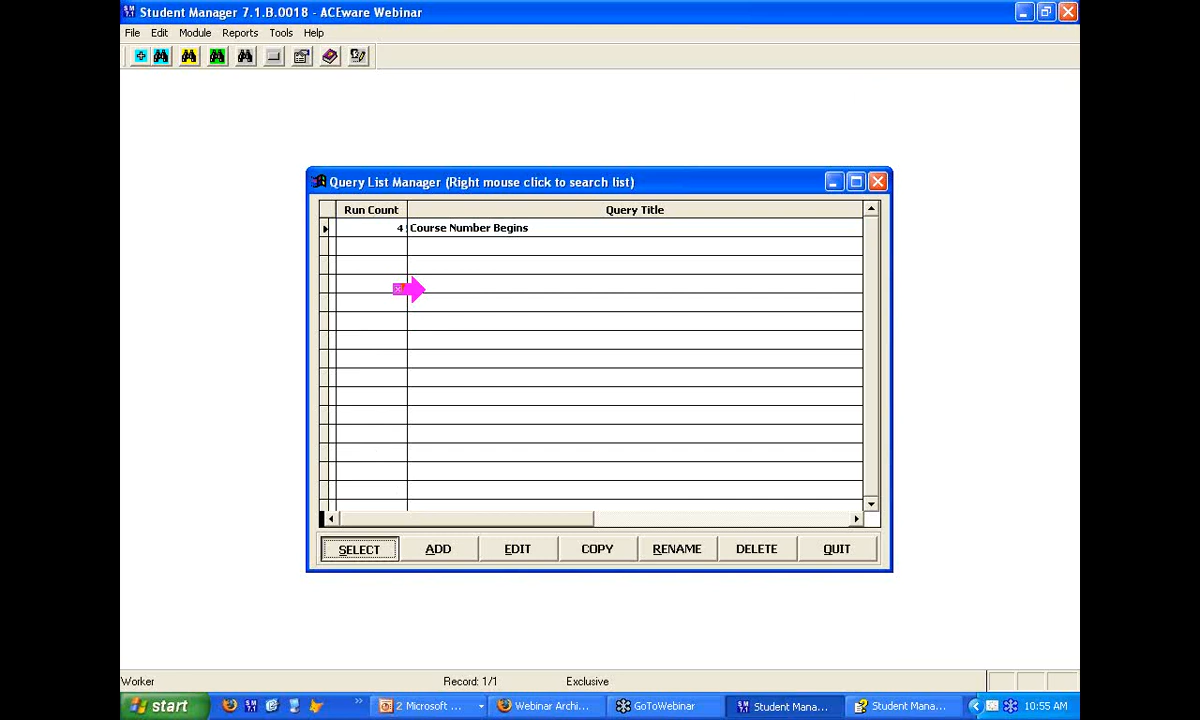 Student Manager 7.1.B.0018 - ACEware Webinar
File Edit Module Reports Tools Help
Query List Manager (Right mouse click to search list)
Run Count Query Title
4 Course Number Begins
SELECT ADD EDIT COPY RENAME DELETE QUIT
Worker Record: 1/1 Exclusive
start 2 Microsoft ... Webinar Archi... GoToWebinar Student Mana... Student Mana... 10:55 AM